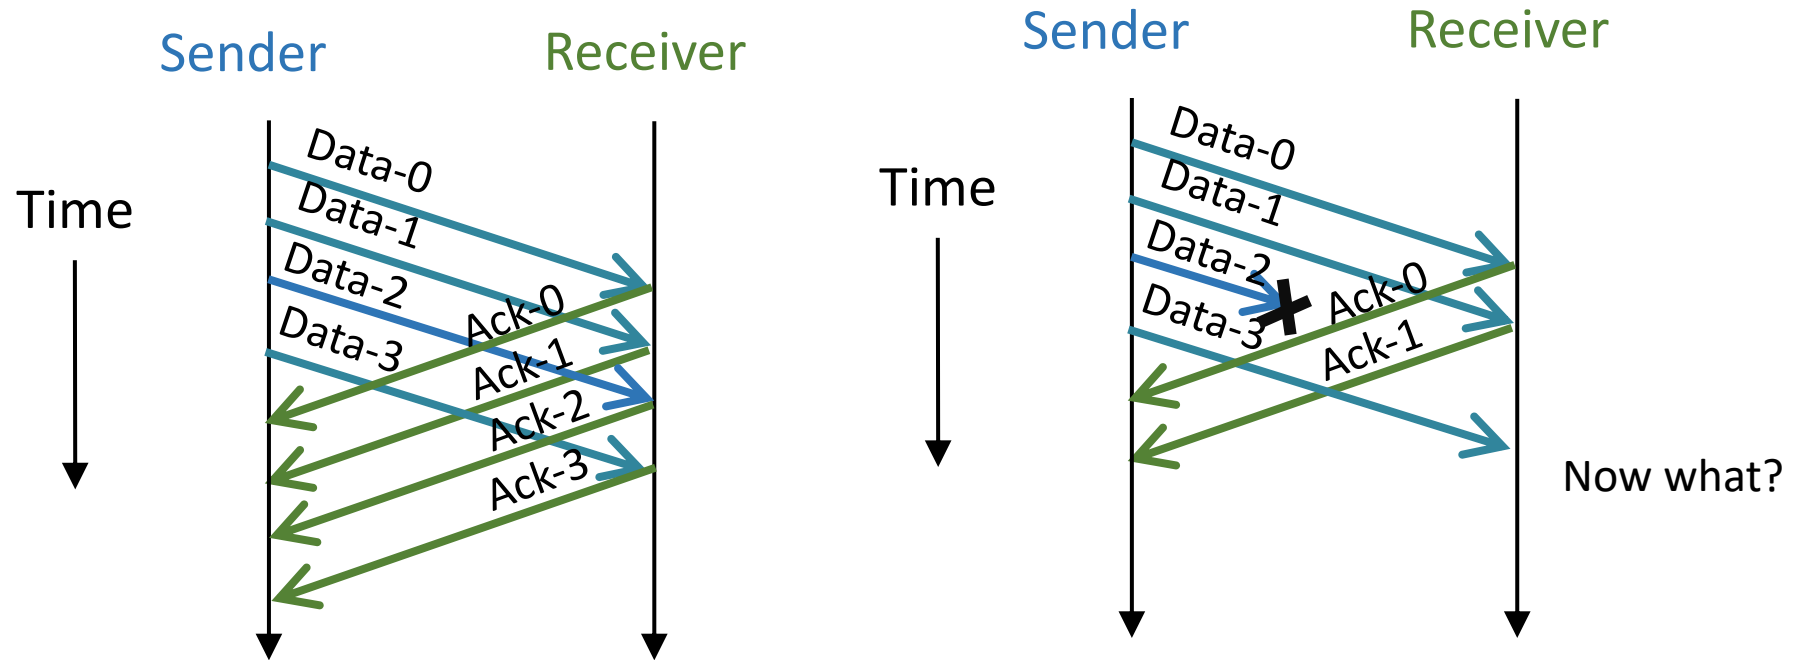 Sender
Receiver
Time
Data-0
Data-1
Data-2
Data-3
Ack-0
Ack-1
Ack-2
Ack-3
Sender
Receiver
Time
Data-0
Data-1
Data-2
Data-3
Ack-0
Ack-1
Now what?